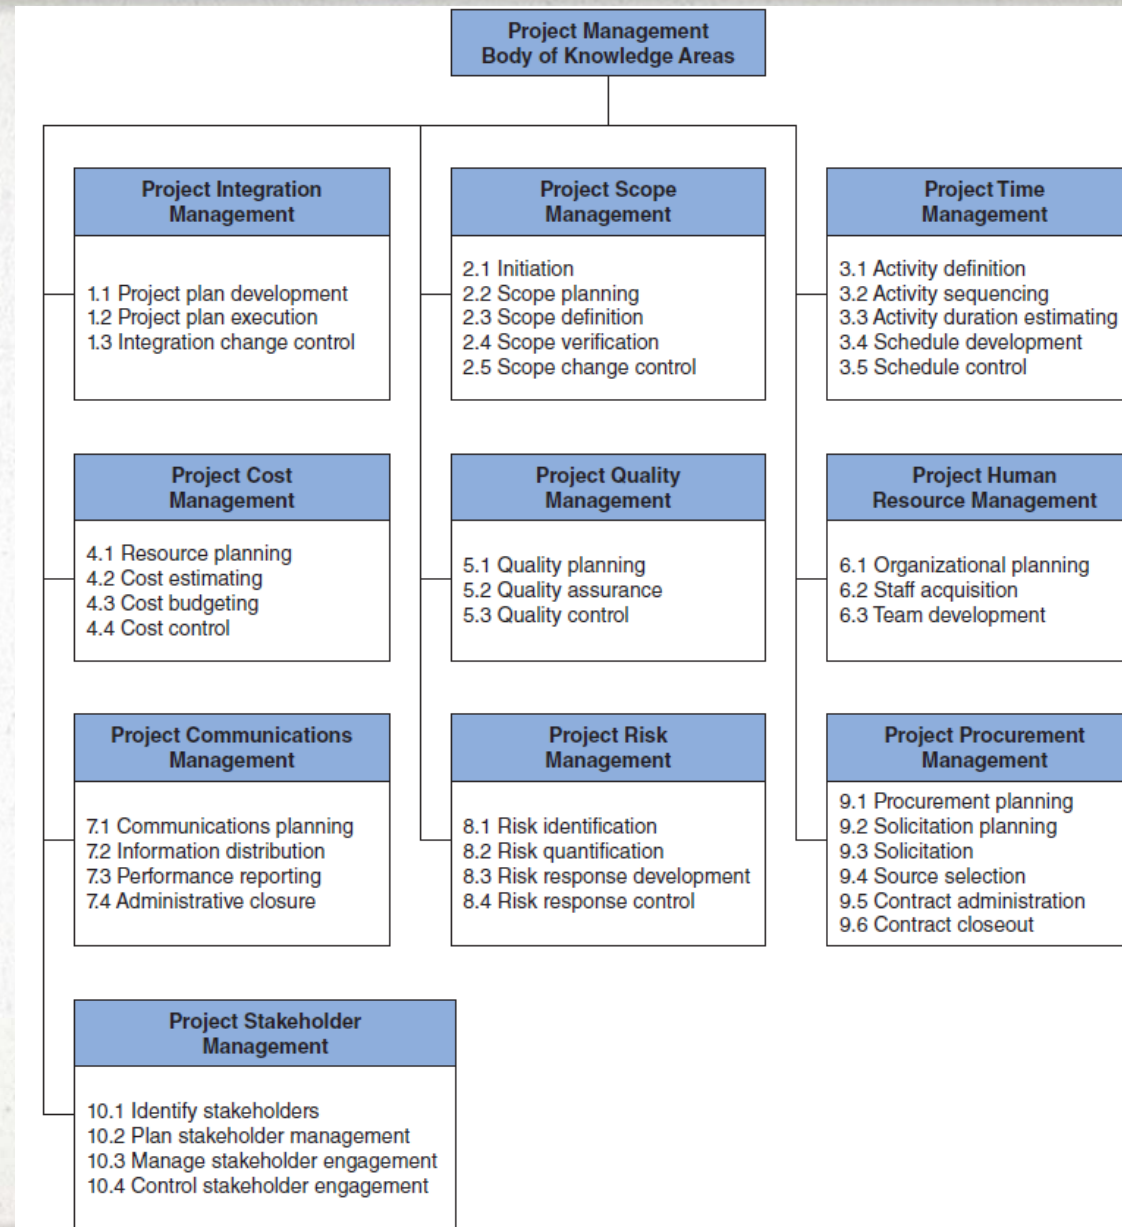 Project Management
Body of Knowledge Areas
Project Integration
Management
1.1 Project plan development
1.2 Project plan execution
1.3 Integration change control
Project Scope
Management
2.1 Initiation
2.2 Scope planning
2.3 Scope definition
2.4 Scope verification
2.5 Scope change control
Project Time
Management
3.1 Activity definition
3.2 Activity sequencing
3.3 Activity duration estimating
3.4 Schedule development
3.5 Schedule control
Project Cost
Management
4.1 Resource planning
4.2 Cost estimating
4.3 Cost budgeting
4.4 Cost control
Project Quality
Management
5.1 Quality planning
5.2 Quality assurance
5.3 Quality control
Project Human
Resource Management
6.1 Organizational planning
6.2 Staff acquisition
6.3 Team development
Project Communications
Management
7.1 Communications planning
7.2 Information distribution
7.3 Performance reporting
7.4 Administrative closure
Project Risk
Management
8.1 Risk identification
8.2 Risk quantification
8.3 Risk response development
8.4 Risk response control
Project Procurement
Management
9.1 Procurement planning
9.2 Solicitation planning
9.3 Solicitation
9.4 Source selection
9.5 Contract administration
9.6 Contract closeout
Project Stakeholder
Management
10.1 Identify stakeholders
10.2 Plan stakeholder management
10.3 Manage stakeholder engagement
10.4 Control stakeholder engagement